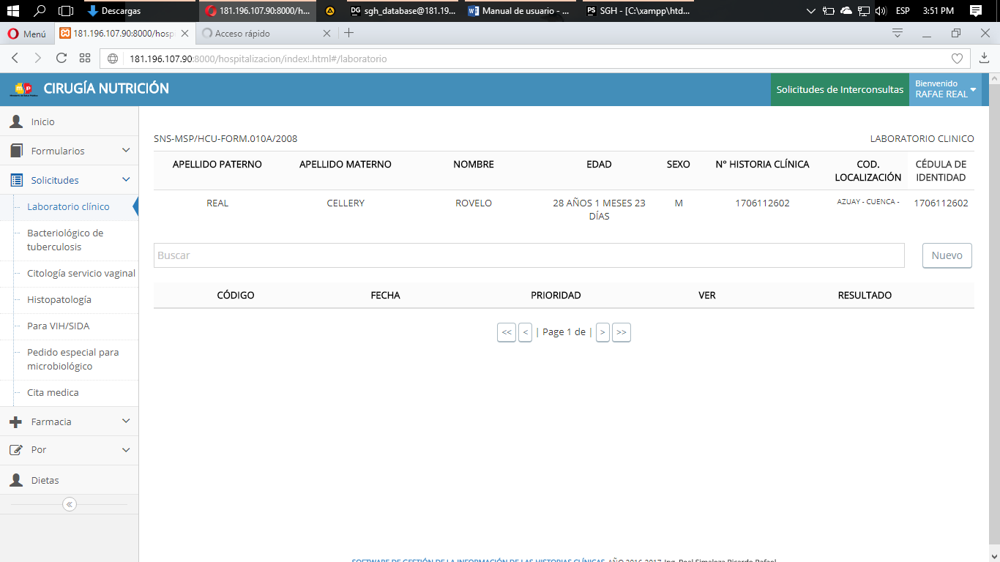 Descargas
181.196.107.90:8000/h...
sgh_database@181.19...
Manual de usuario - ...
SGH - [C:\xampp\htd...
ESP
3:51 PM
Menú
181.196.107.90:8000/hosp
Acceso rápido
181.196.107.90:8000/hospitalizacion/index!.html#/laboratorio
CIRUGÍA NUTRICIÓN
Solicitudes de Interconsultas
Bienvenido
RAFAE REAL
Inicio
Formularios
Solicitudes
Laboratorio clínico
Bacteriológico de
tuberculosis
Citología servicio vaginal
Histopatología
Para VIH/SIDA
Pedido especial para
microbiológico
Cita medica
Farmacia
Por
Dietas
SNS-MSP/HCU-FORM.010A/2008
LABORATORIO CLINICO
APELLIDO PATERNO APELLIDO MATERNO NOMBRE EDAD SEXO N° HISTORIA CLÍNICA COD. LOCALIZACIÓN CÉDULA DE IDENTIDAD
REAL CELLERY ROVELO 28 AÑOS 1 MESES 23 DÍAS M 1706112602 AZUAY - CUENCA - 1706112602
Buscar
Nuevo
CÓDIGO FECHA PRIORIDAD VER RESULTADO
<< < | Page 1 de | > >>
SOFTWARE DE GESTIÓN DE LA INFORMACIÓN DE LAS HISTORIAS CLÍNICAS. AÑO 2016-2017. Ing. Real Simaleza Ricardo Rafael